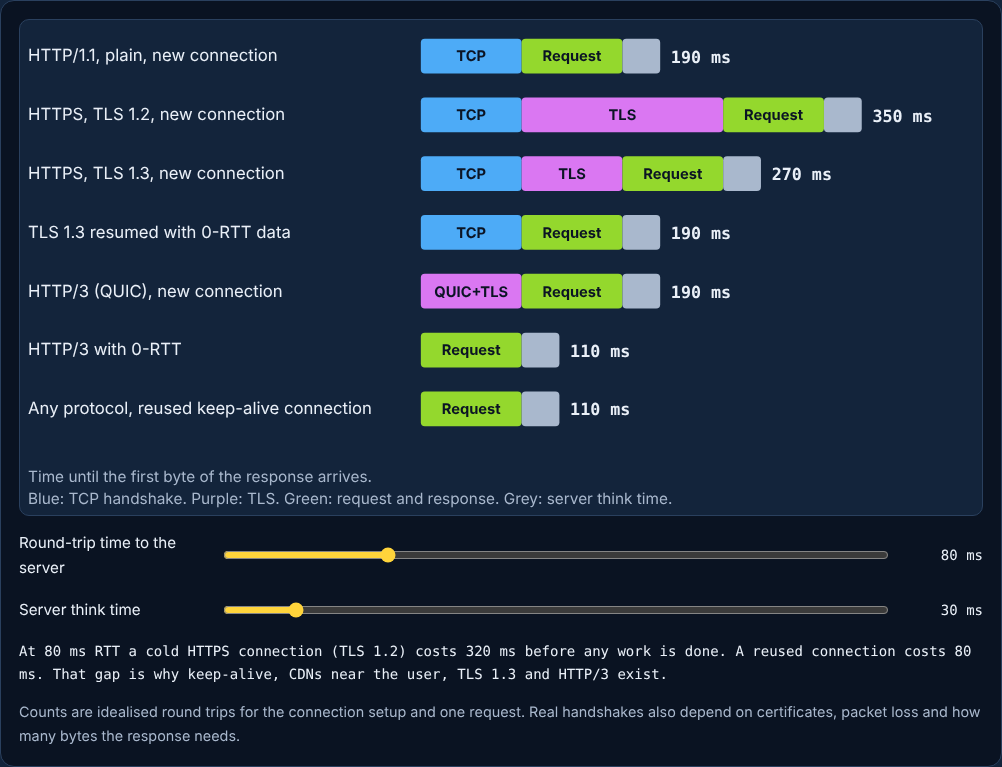 HTTP/1.1, plain, new connection TCP Request 190 ms
HTTPS, TLS 1.2, new connection TCP TLS Request 350 ms
HTTPS, TLS 1.3, new connection TCP TLS Request 270 ms
TLS 1.3 resumed with 0-RTT data TCP Request 190 ms
HTTP/3 (QUIC), new connection QUIC+TLS Request 190 ms
HTTP/3 with 0-RTT Request 110 ms
Any protocol, reused keep-alive connection Request 110 ms
Time until the first byte of the response arrives.
Blue: TCP handshake. Purple: TLS. Green: request and response. Grey: server think time.
Round-trip time to the
server
80 ms
Server think time 30 ms
At 80 ms RTT a cold HTTPS connection (TLS 1.2) costs 320 ms before any work is done. A reused connection costs 80
ms. That gap is why keep-alive, CDNs near the user, TLS 1.3 and HTTP/3 exist.
Counts are idealised round trips for the connection setup and one request. Real handshakes also depend on certificates, packet loss and how
many bytes the response needs.